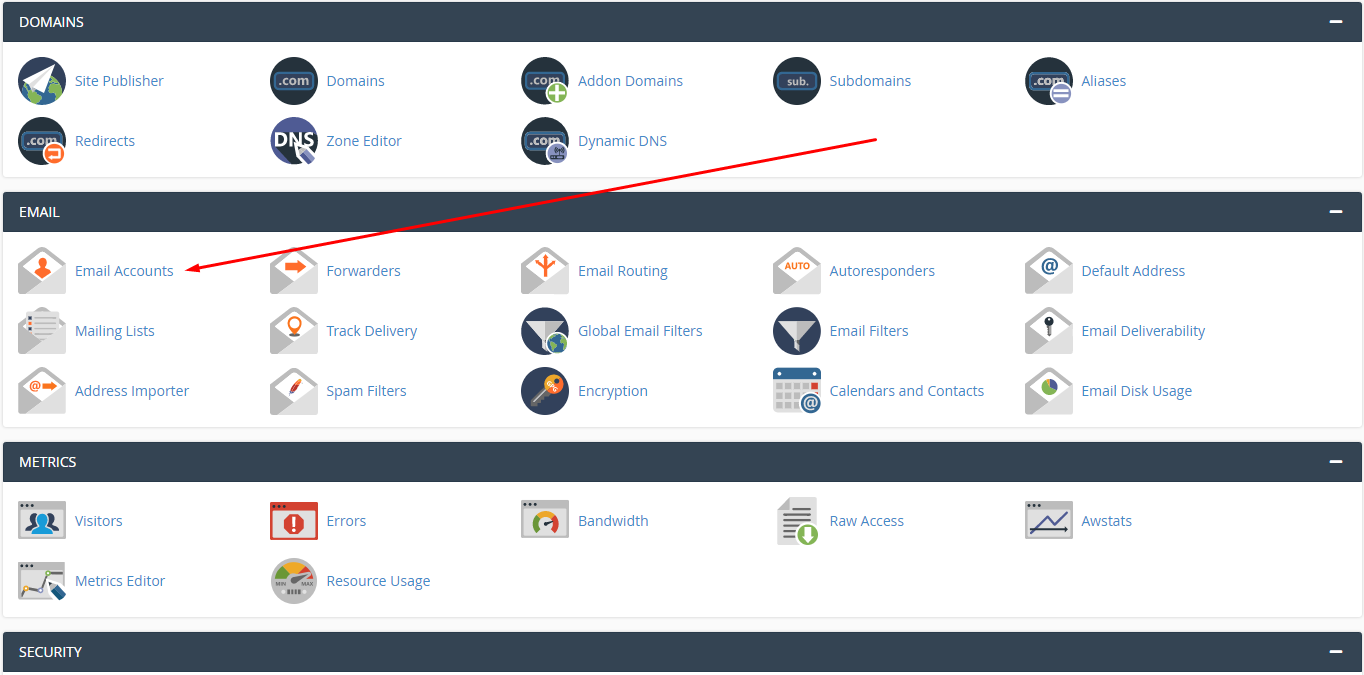 DOMAINS
Site Publisher
.com Domains
.com Addon Domains
sub. Subdomains
.com Aliases
.com Redirects
DNS Zone Editor
.com Dynamic DNS
EMAIL
Email Accounts
Forwarders
Email Routing
AUTO Autoresponders
@ Default Address
Mailing Lists
Track Delivery
Global Email Filters
Email Filters
Email Deliverability
@ Address Importer
Spam Filters
GPG Encryption
@ Calendars and Contacts
Email Disk Usage
METRICS
Visitors
! Errors
Bandwidth
Raw Access
Awstats
Metrics Editor
MIN MAX Resource Usage
SECURITY